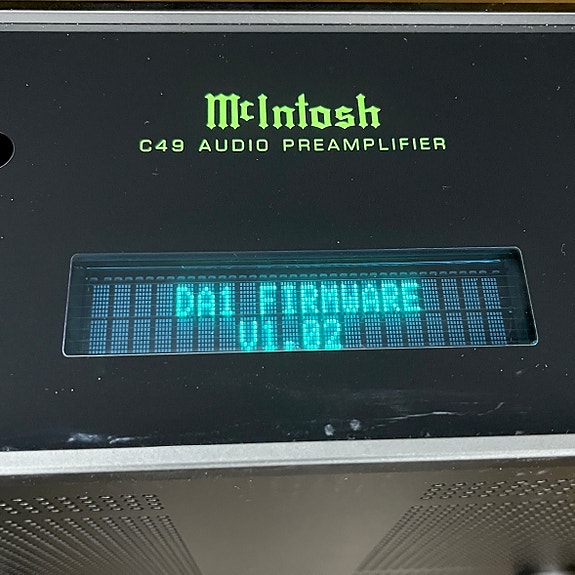 McIntosh
C49 AUDIO PREAMPLIFIER
DA1 FIRMWARE
V1.02